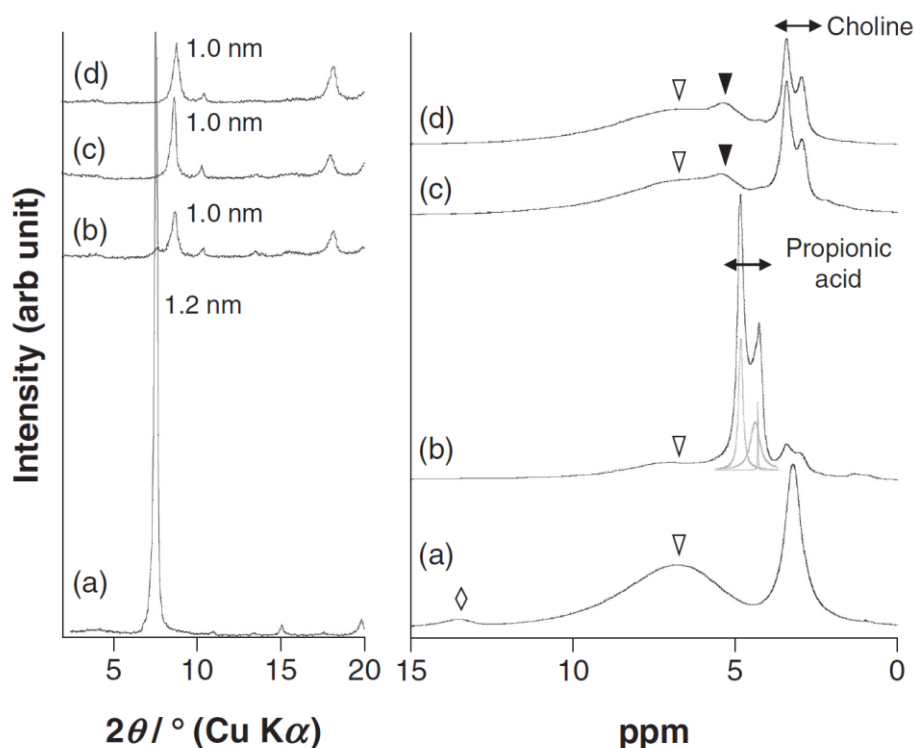 (d)
1.0 nm
(c)
1.0 nm
(b)
1.0 nm
1.2 nm
(a)
Intensity (arb unit)
5
10
15
20
2θ / ° (Cu Kα)
Choline
(d)
(c)
Propionic
acid
(b)
(a)
15
10
5
0
ppm